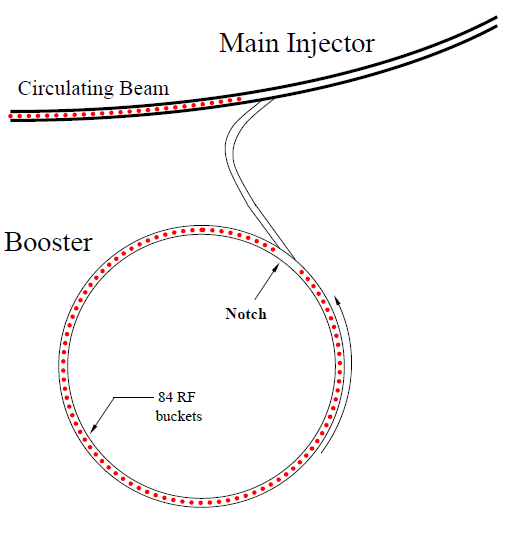 Main Injector
Circulating Beam
Booster
Notch
84 RF
buckets